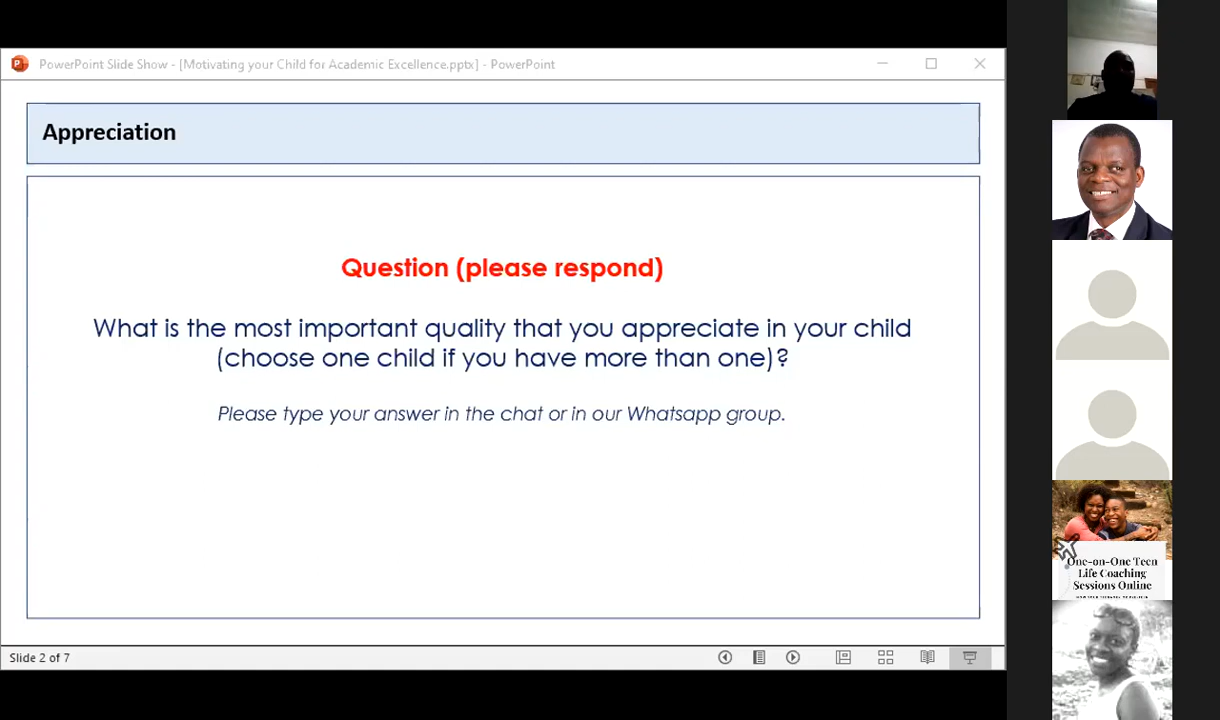 PowerPoint Slide Show - [Motivating your Child for Academic Excellence.pptx] - PowerPoint
Appreciation
Question (please respond)
What is the most important quality that you appreciate in your child
(choose one child if you have more than one)?
Please type your answer in the chat or in our Whatsapp group.
Slide 2 of 7
One-on-One Teen
Life Coaching
Sessions Online